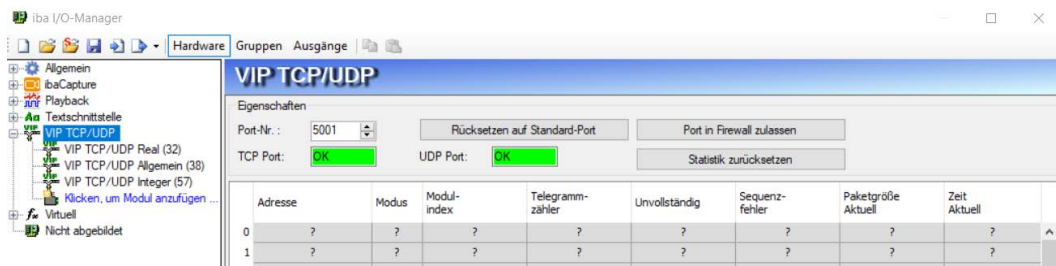 iba I/O-Manager
Hardware Gruppen Ausgänge
Allgemein
ibaCapture
Playback
Textschnittstelle
VIP TCP/UDP
VIP TCP/UDP Real (32)
VIP TCP/UDP Allgemein (38)
VIP TCP/UDP Integer (57)
Klicken, um Modul anzufügen ...
Virtuell
Nicht abgebildet
VIP TCP/UDP
Eigenschaften
Port-Nr. : 5001 Rücksetzen auf Standard-Port Port in Firewall zulassen
TCP Port: OK UDP Port: OK Statistik zurücksetzen
Adresse Modus Modul-index Telegramm-zähler Unvollständig Sequenz-fehler Paketgröße Aktuell Zeit Aktuell
0 ? ? ? ? ? ? ? ?
1 ? ? ? ? ? ? ? ?